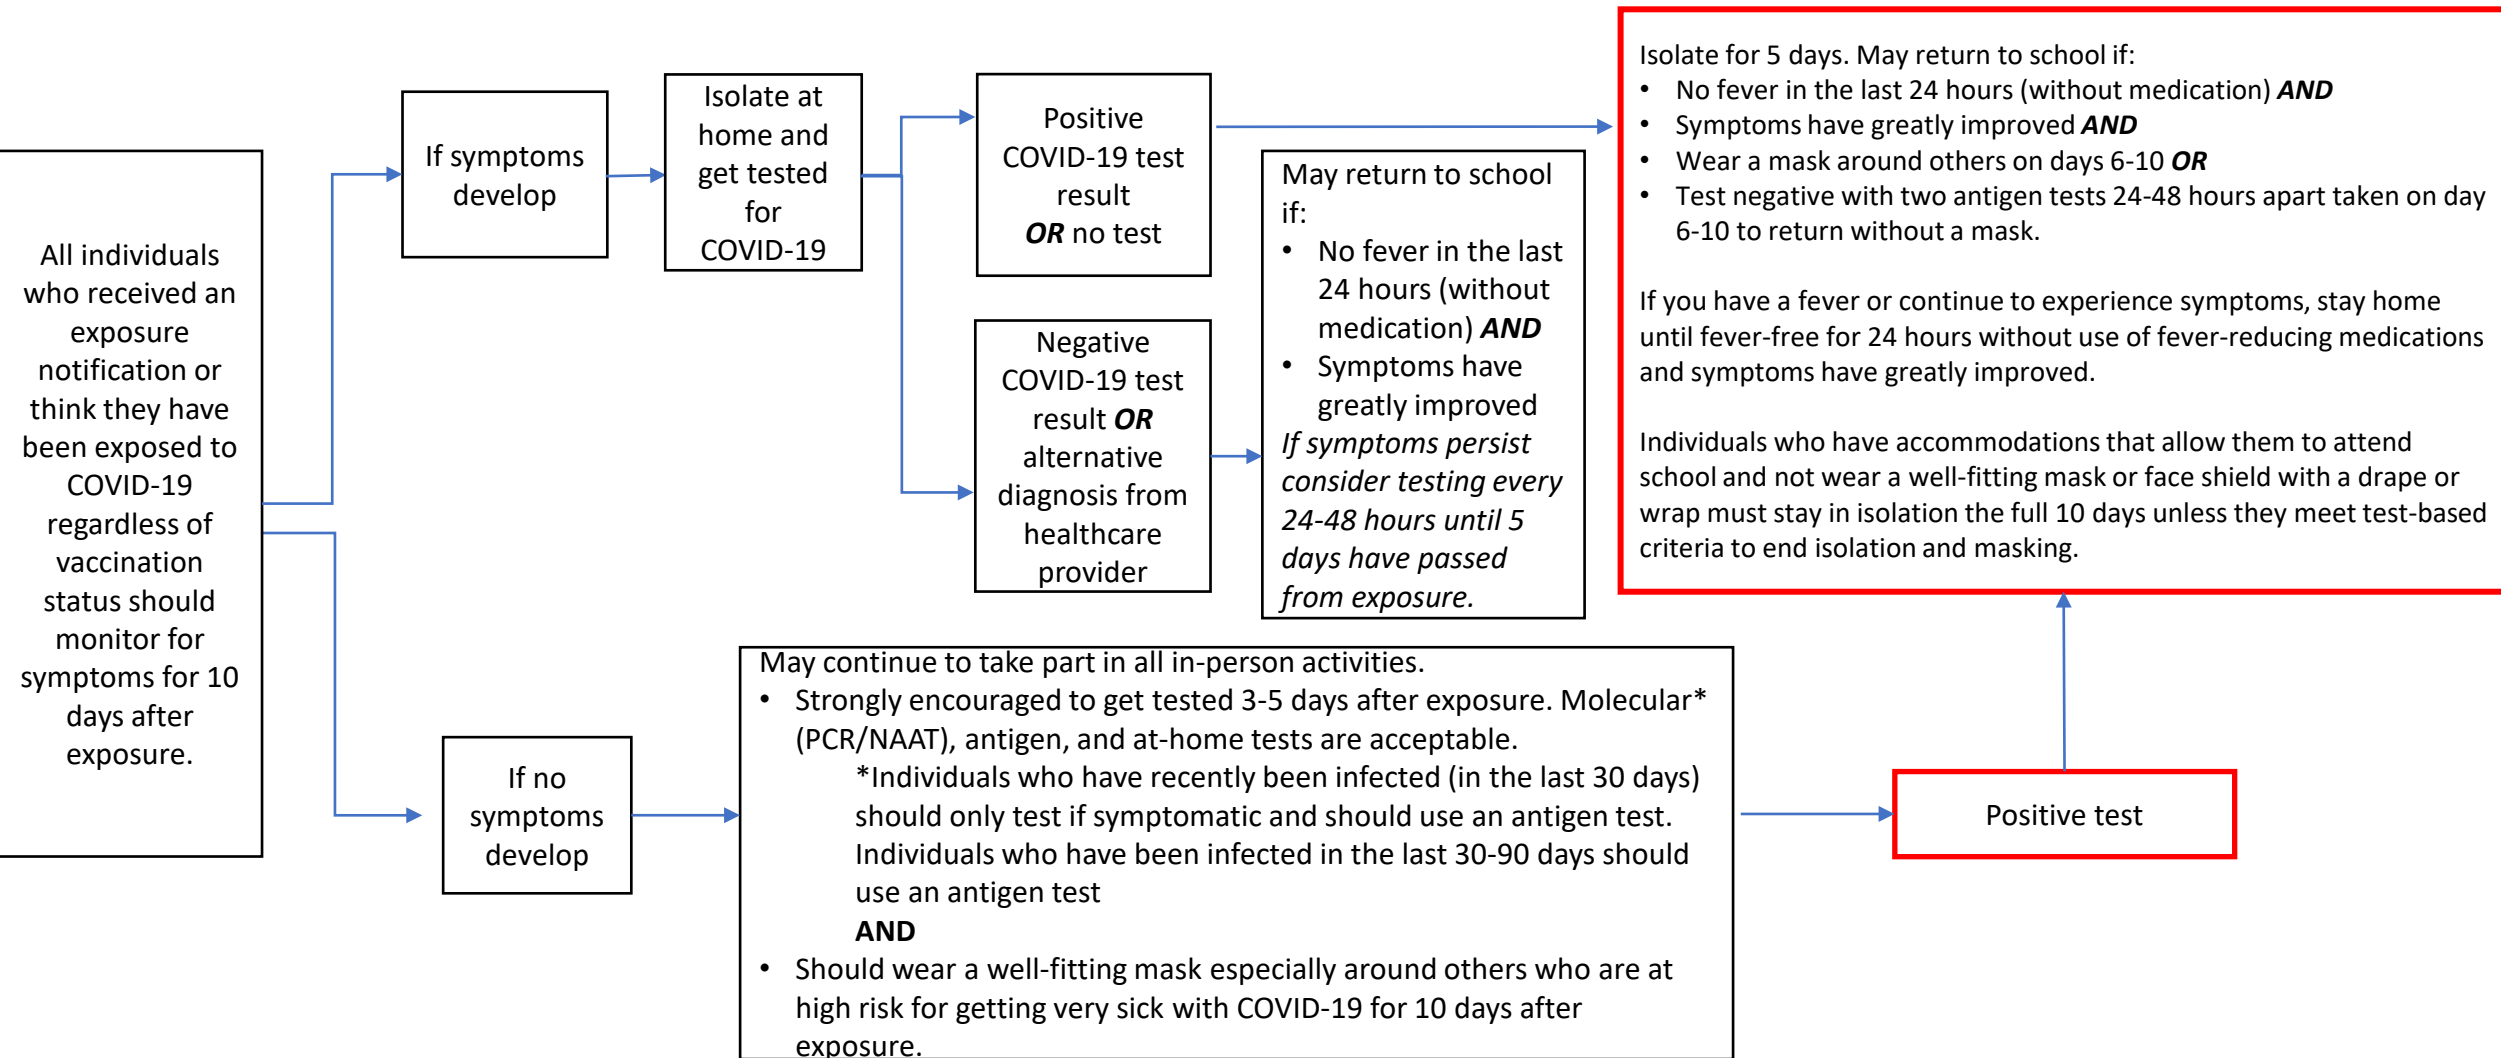 All individuals
who received an
exposure
notification or
think they have
been exposed to
COVID-19
regardless of
vaccination
status should
monitor for
symptoms for 10
days after
exposure.
If symptoms
develop
Isolate at
home and
get tested
for
COVID-19
Positive
COVID-19 test
result
OR no test
Negative
COVID-19 test
result OR
alternative
diagnosis from
healthcare
provider
May return to school
if:
• No fever in the last
24 hours (without
medication) AND
• Symptoms have
greatly improved
If symptoms persist
consider testing every
24-48 hours until 5
days have passed
from exposure.
Isolate for 5 days. May return to school if:
• No fever in the last 24 hours (without medication) AND
• Symptoms have greatly improved AND
• Wear a mask around others on days 6-10 OR
• Test negative with two antigen tests 24-48 hours apart taken on day
6-10 to return without a mask.
If you have a fever or continue to experience symptoms, stay home
until fever-free for 24 hours without use of fever-reducing medications
and symptoms have greatly improved.
Individuals who have accommodations that allow them to attend
school and not wear a well-fitting mask or face shield with a drape or
wrap must stay in isolation the full 10 days unless they meet test-based
criteria to end isolation and masking.
If no
symptoms
develop
May continue to take part in all in-person activities.
• Strongly encouraged to get tested 3-5 days after exposure. Molecular*
(PCR/NAAT), antigen, and at-home tests are acceptable.
*Individuals who have recently been infected (in the last 30 days)
should only test if symptomatic and should use an antigen test.
Individuals who have been infected in the last 30-90 days should
use an antigen test
AND
• Should wear a well-fitting mask especially around others who are at
high risk for getting very sick with COVID-19 for 10 days after
exposure.
Positive test